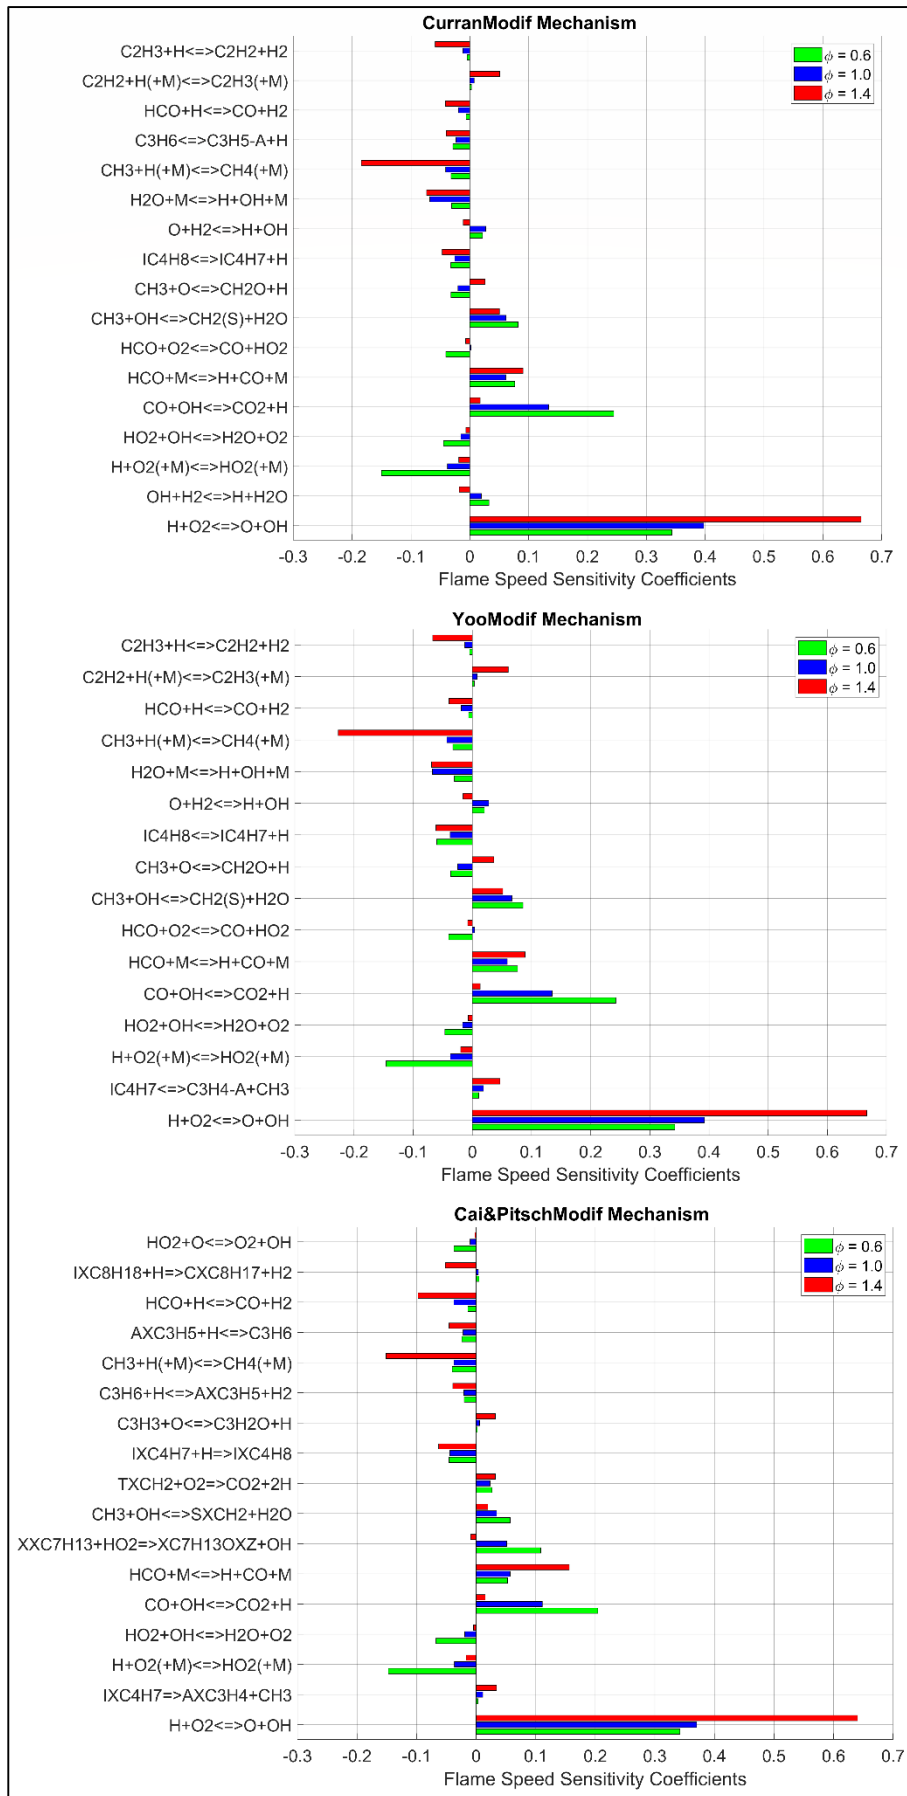 CurranModif Mechanism
C2H3+H<=>C2H2+H2
C2H2+H(+M)<=>C2H3(+M)
HCO+H<=>CO+H2
C3H6<=>C3H5-A+H
CH3+H(+M)<=>CH4(+M)
H2O+M<=>H+OH+M
O+H2<=>H+OH
IC4H8<=>IC4H7+H
CH3+O<=>CH2O+H
CH3+OH<=>CH2(S)+H2O
HCO+O2<=>CO+HO2
HCO+M<=>H+CO+M
CO+OH<=>CO2+H
HO2+OH<=>H2O+O2
H+O2(+M)<=>HO2(+M)
OH+H2<=>H+H2O
H+O2<=>O+OH
ϕ = 0.6
ϕ = 1.0
ϕ = 1.4
-0.3 -0.2 -0.1 0 0.1 0.2 0.3 0.4 0.5 0.6 0.7
Flame Speed Sensitivity Coefficients
YooModif Mechanism
C2H3+H<=>C2H2+H2
C2H2+H(+M)<=>C2H3(+M)
HCO+H<=>CO+H2
CH3+H(+M)<=>CH4(+M)
H2O+M<=>H+OH+M
O+H2<=>H+OH
IC4H8<=>IC4H7+H
CH3+O<=>CH2O+H
CH3+OH<=>CH2(S)+H2O
HCO+O2<=>CO+HO2
HCO+M<=>H+CO+M
CO+OH<=>CO2+H
HO2+OH<=>H2O+O2
H+O2(+M)<=>HO2(+M)
IC4H7<=>C3H4-A+CH3
H+O2<=>O+OH
ϕ = 0.6
ϕ = 1.0
ϕ = 1.4
-0.3 -0.2 -0.1 0 0.1 0.2 0.3 0.4 0.5 0.6 0.7
Flame Speed Sensitivity Coefficients
Cai&PitschModif Mechanism
HO2+O<=>O2+OH
IXC8H18+H=>CXC8H17+H2
HCO+H<=>CO+H2
AXC3H5+H<=>C3H6
CH3+H(+M)<=>CH4(+M)
C3H6+H<=>AXC3H5+H2
C3H3+O<=>C3H2O+H
IXC4H7+H=>IXC4H8
TXCH2+O2=>CO2+2H
CH3+OH<=>SXCH2+H2O
XXC7H13+HO2=>XC7H13OXZ+OH
HCO+M<=>H+CO+M
CO+OH<=>CO2+H
HO2+OH<=>H2O+O2
H+O2(+M)<=>HO2(+M)
IXC4H7=>AXC3H4+CH3
H+O2<=>O+OH
ϕ = 0.6
ϕ = 1.0
ϕ = 1.4
-0.3 -0.2 -0.1 0 0.1 0.2 0.3 0.4 0.5 0.6 0.7
Flame Speed Sensitivity Coefficients